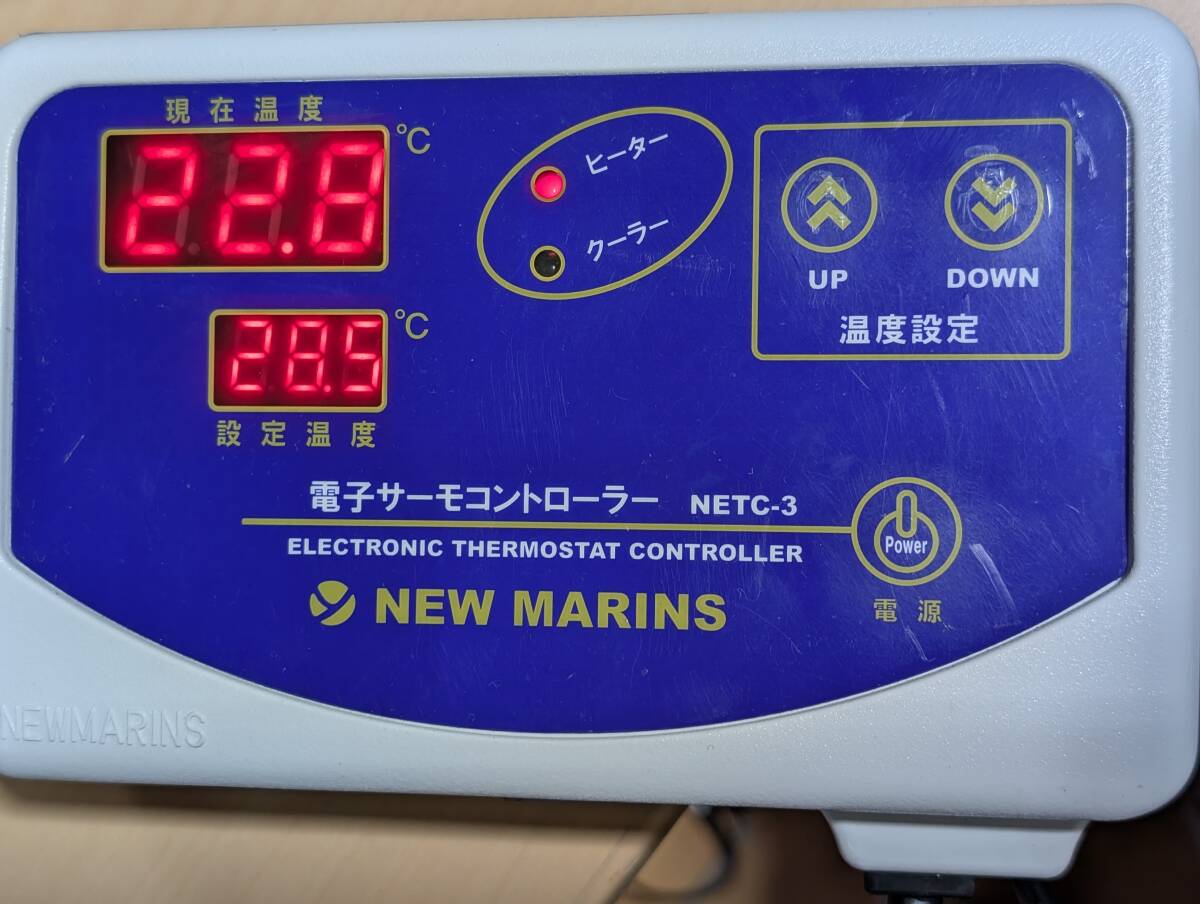 現在温度
22.8
℃
ヒーター
クーラー
UP
DOWN
温度設定
28.5
℃
設定温度
電子サーモコントローラー NETC-3
ELECTRONIC THERMOSTAT CONTROLLER
Power
電源
NEW MARINS
NEWMARINS